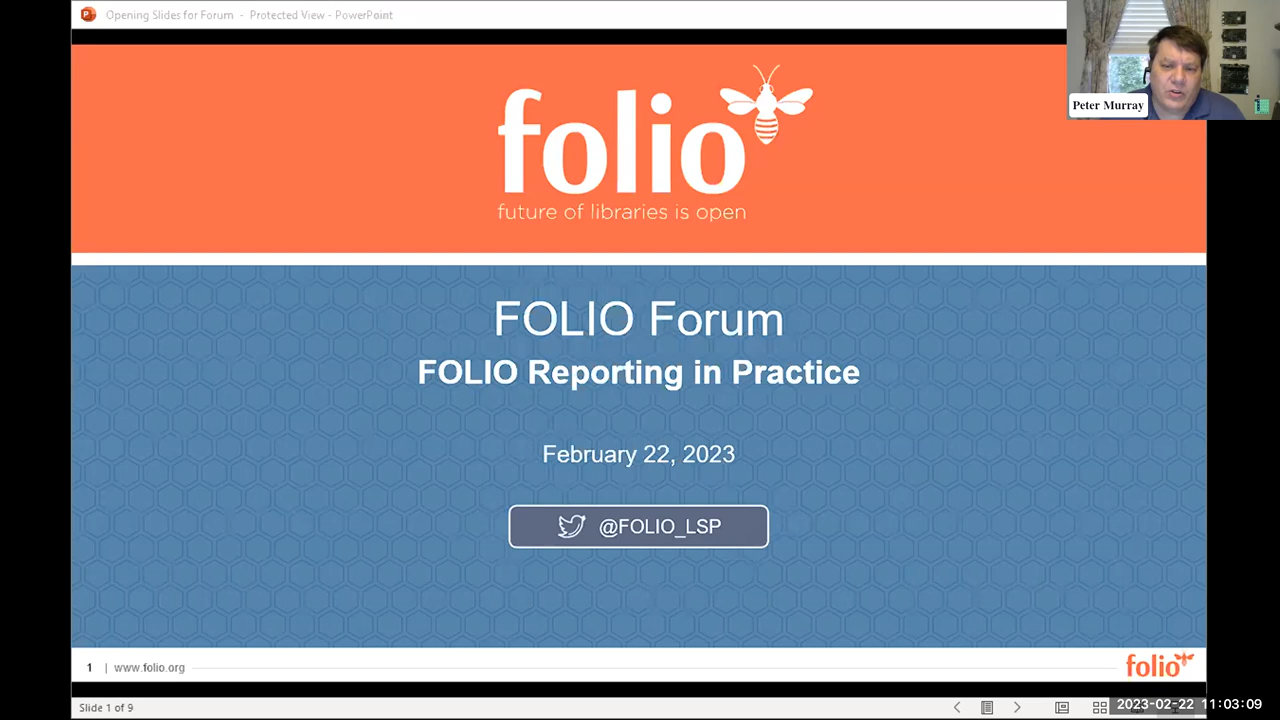 Opening Slides for Forum - Protected View - PowerPoint
Peter Murray
folio
future of libraries is open
FOLIO Forum
FOLIO Reporting in Practice
February 22, 2023
@FOLIO_LSP
1 | www.folio.org
folio
Slide 1 of 9
2023-02-22 11:03:09